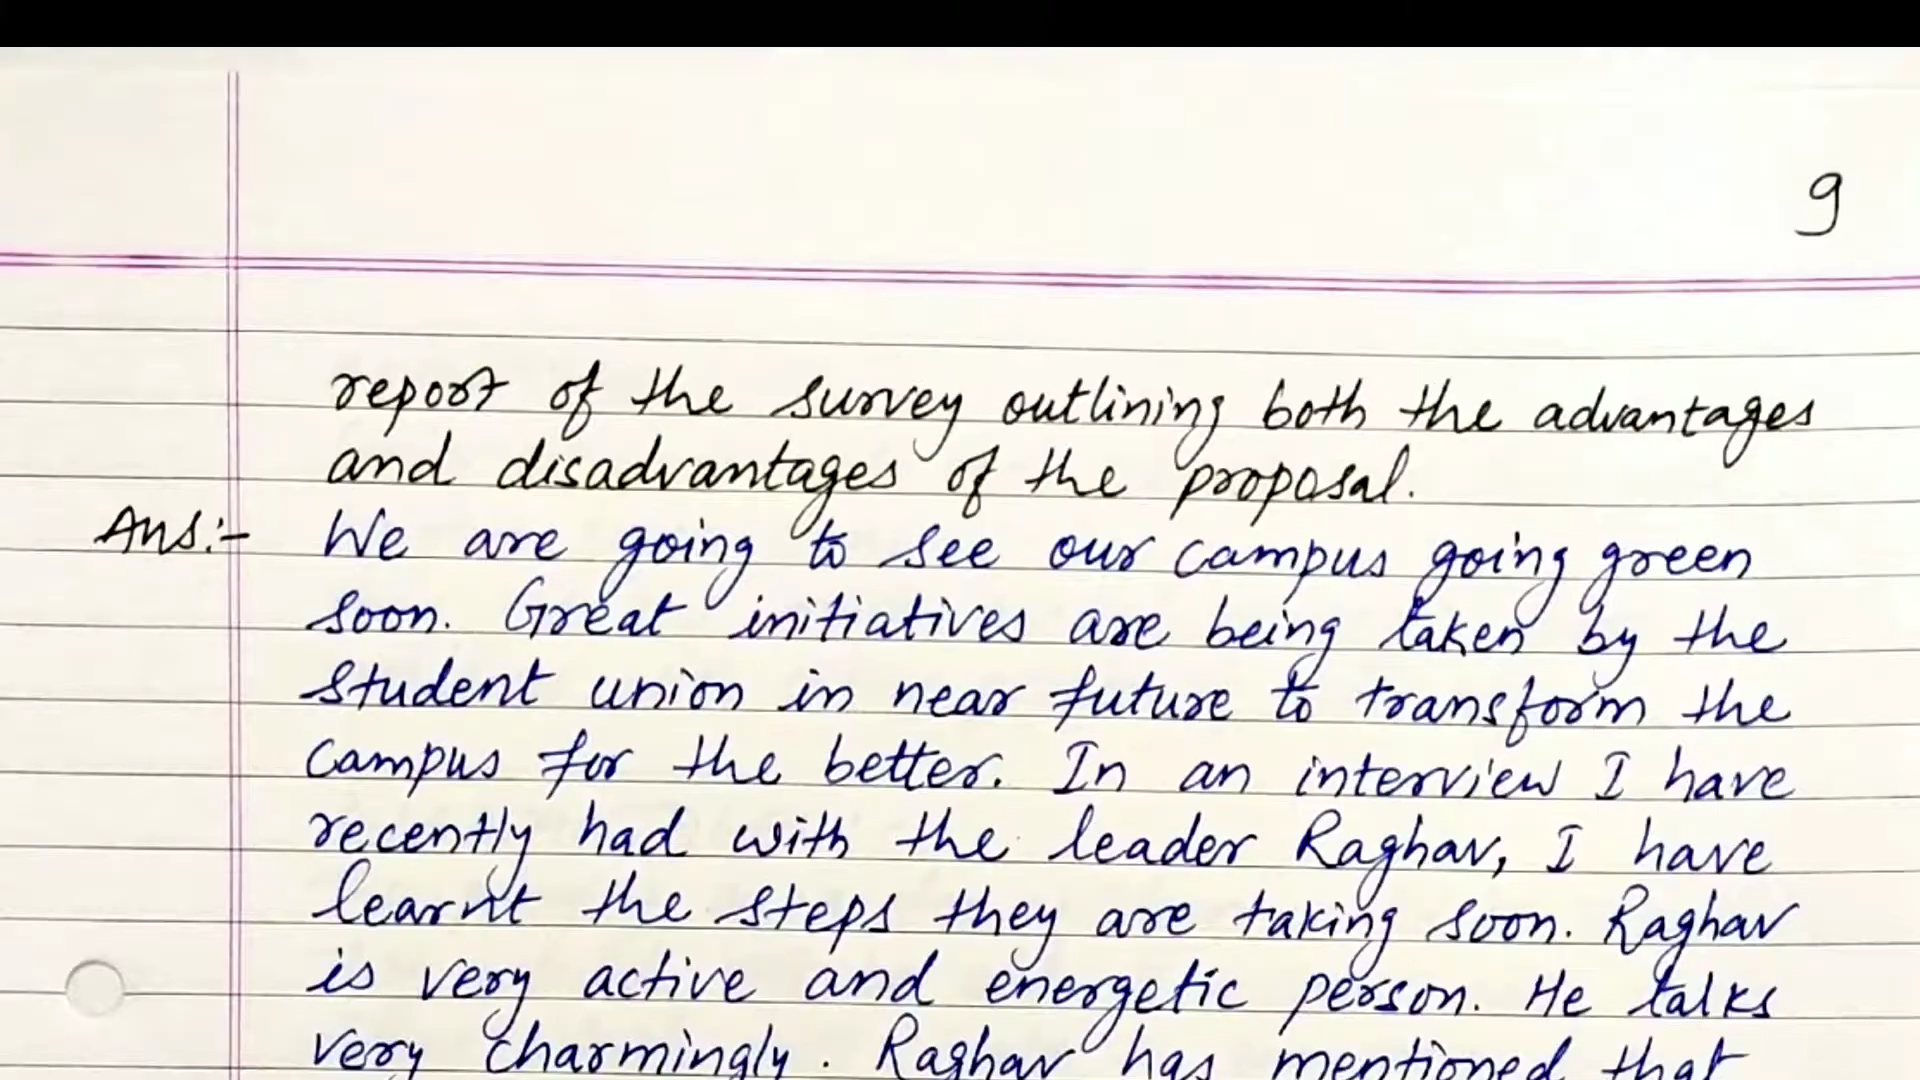 9
report of the survey outlining both the advantages
and disadvantages of the proposal.
Ans:- We are going to see our campus going green
soon. Great initiatives are being taken by the
student union in near future to transform the
campus for the better. In an interview I have
recently had with the leader Raghav, I have
learnt the steps they are taking soon. Raghav
is very active and energetic person. He talks
very charmingly. Raghav has mentioned that